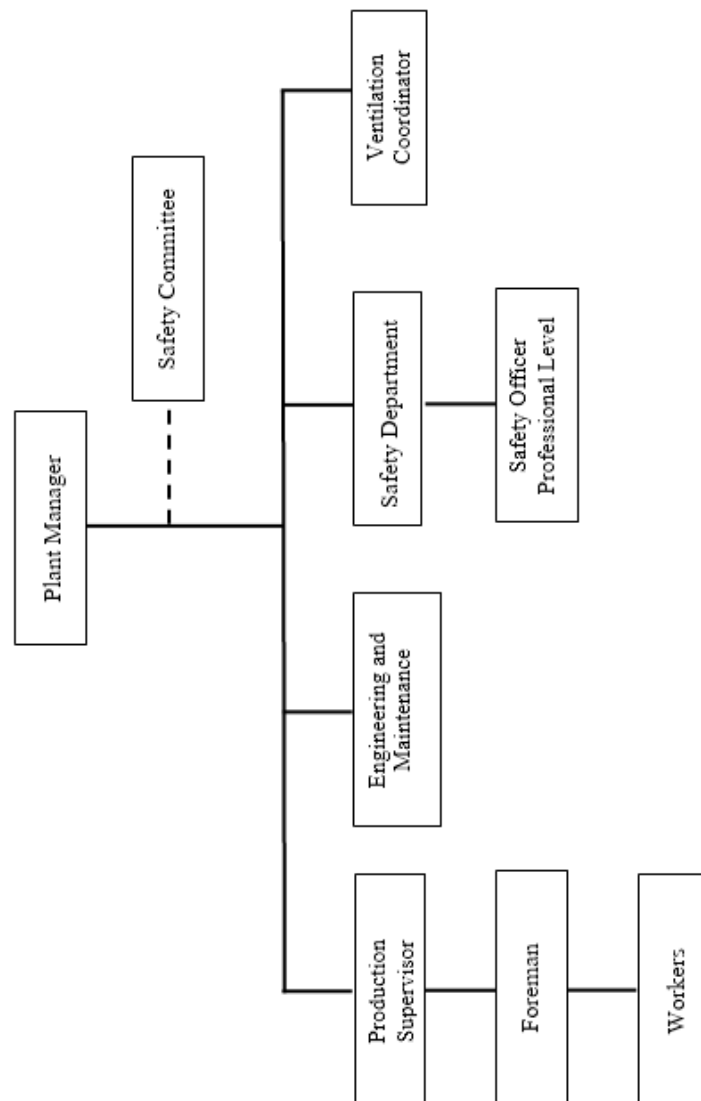 Plant Manager
Safety Committee
Production
Supervisor
Engineering and
Maintenance
Safety Department
Ventilation
Coordinator
Foreman
Safety Officer
Professional Level
Workers